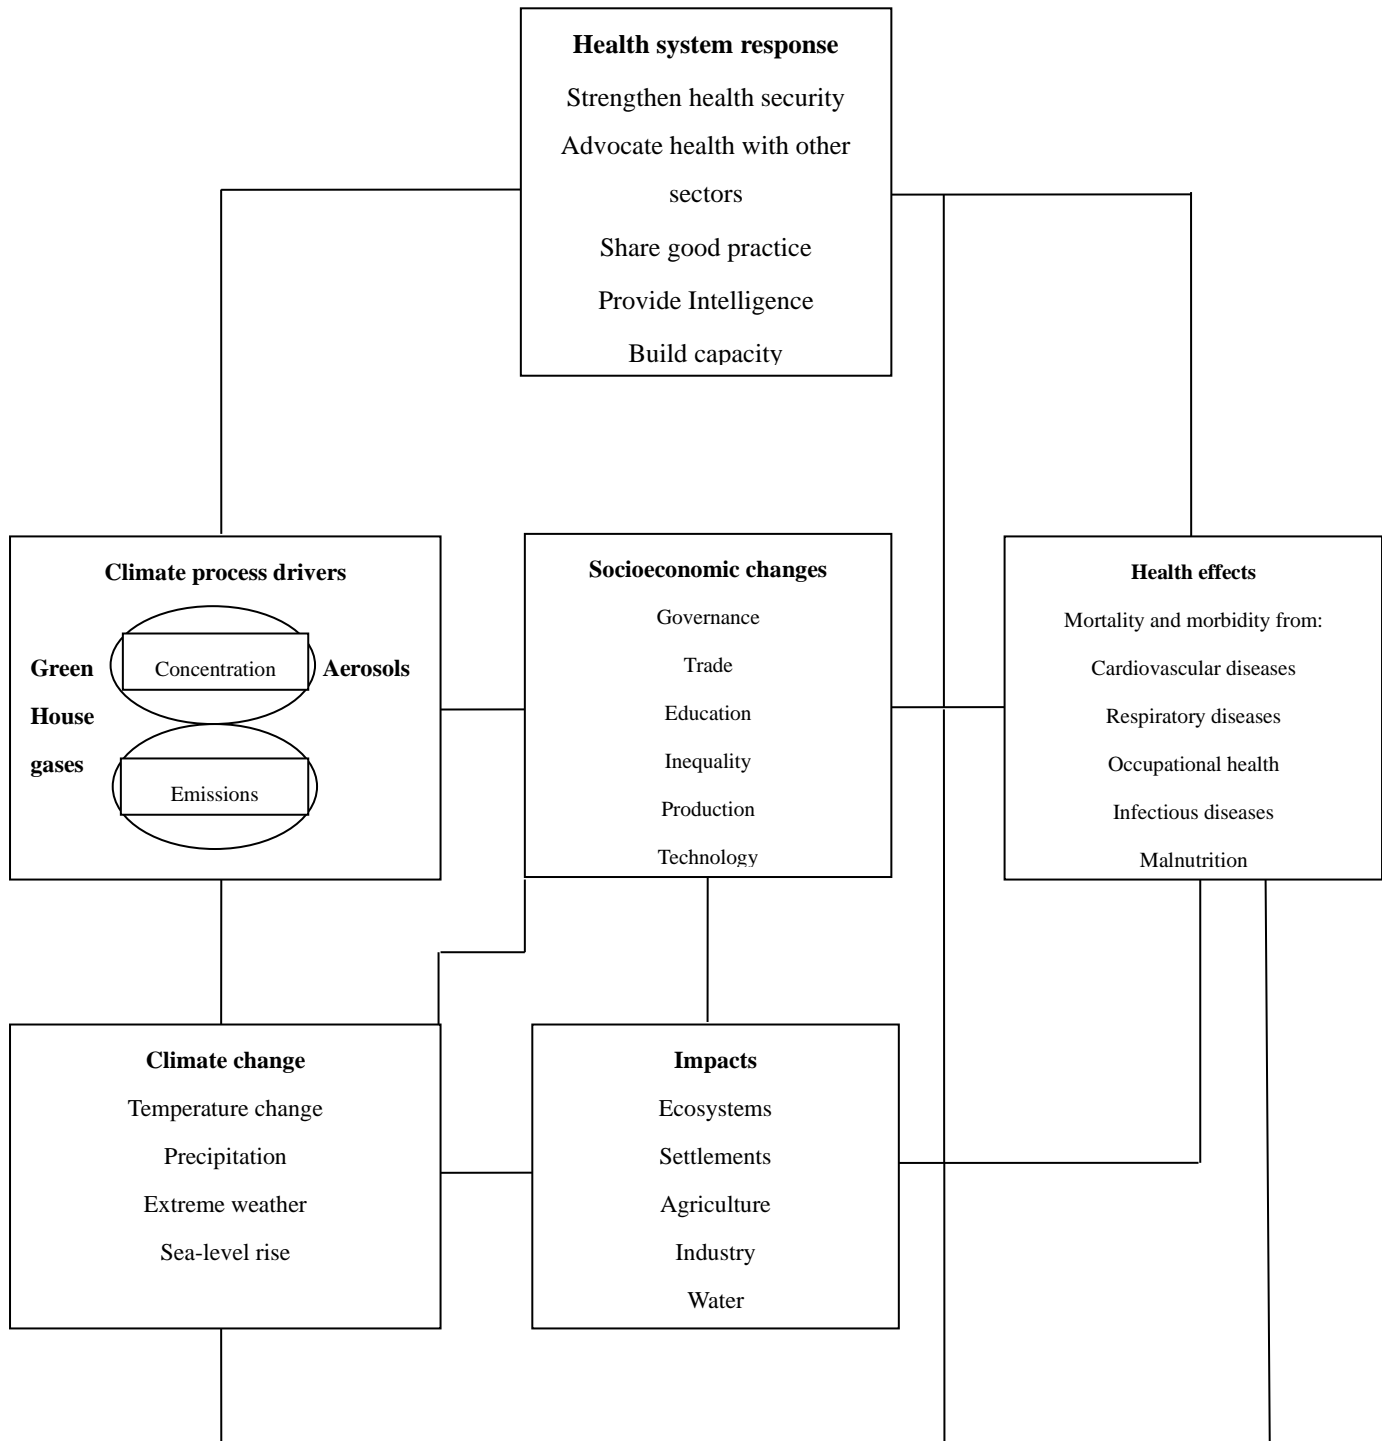 Health system response
Strengthen health security
Advocate health with other
sectors
Share good practice
Provide Intelligence
Build capacity
Climate process drivers
Green
House
gases
Concentration
Aerosols
Emissions
Socioeconomic changes
Governance
Trade
Education
Inequality
Production
Technology
Health effects
Mortality and morbidity from:
Cardiovascular diseases
Respiratory diseases
Occupational health
Infectious diseases
Malnutrition
Climate change
Temperature change
Precipitation
Extreme weather
Sea-level rise
Impacts
Ecosystems
Settlements
Agriculture
Industry
Water